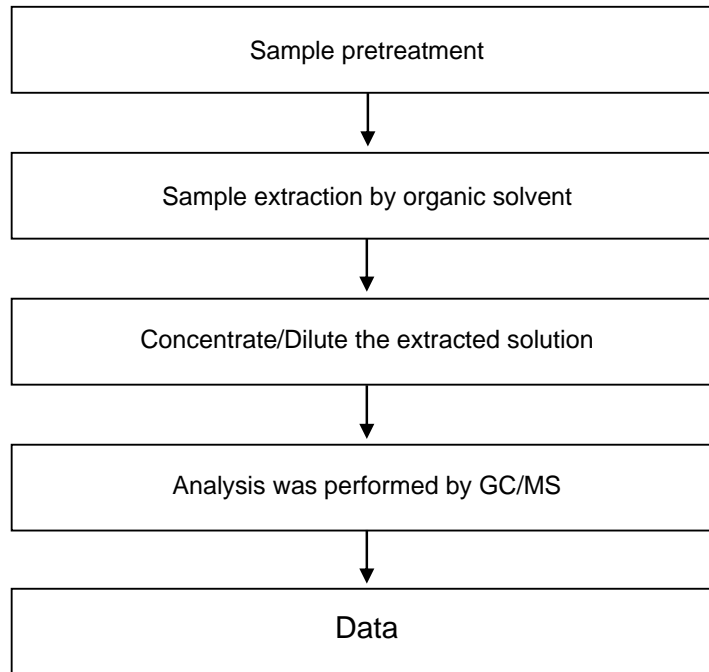 Sample pretreatment
Sample extraction by organic solvent
Concentrate/Dilute the extracted solution
Analysis was performed by GC/MS
Data